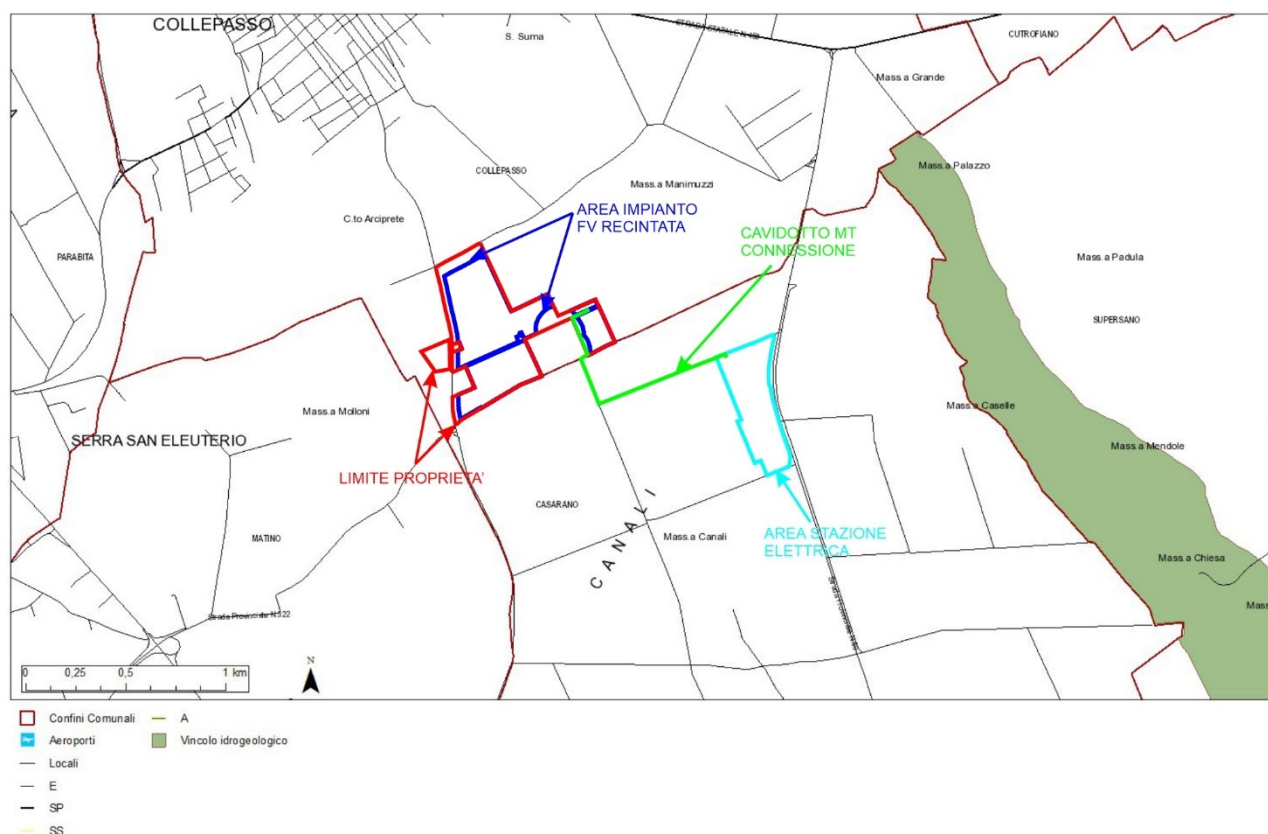 COLLEPASSO
S. Suma
CUTROFIANO
Mass.a Grande
Mass.a Palazzo
COLLEPASSO
Mass.a Manimuzzi
AREA IMPIANTO
FV RECINTATA
C.to Arciprete
CAVIDOTTO MT
CONNESSIONE
PARABITA
Mass.a Padula
SUPERSANO
Mass.a Molloni
Mass.a Caselle
SERRA SAN ELEUTERIO
Mass.a Mendole
LIMITE PROPRIETA'
CASARANO
CANALI
MATINO
Mass.a Canali
AREA STAZIONE
ELETTRICA
Mass.a Chiesa
Mass.
0 0,25 0,5 1 km
N
Confini Comunali
Aeroporti
Locali
E
SP
SS
A
Vincolo idrogeologico